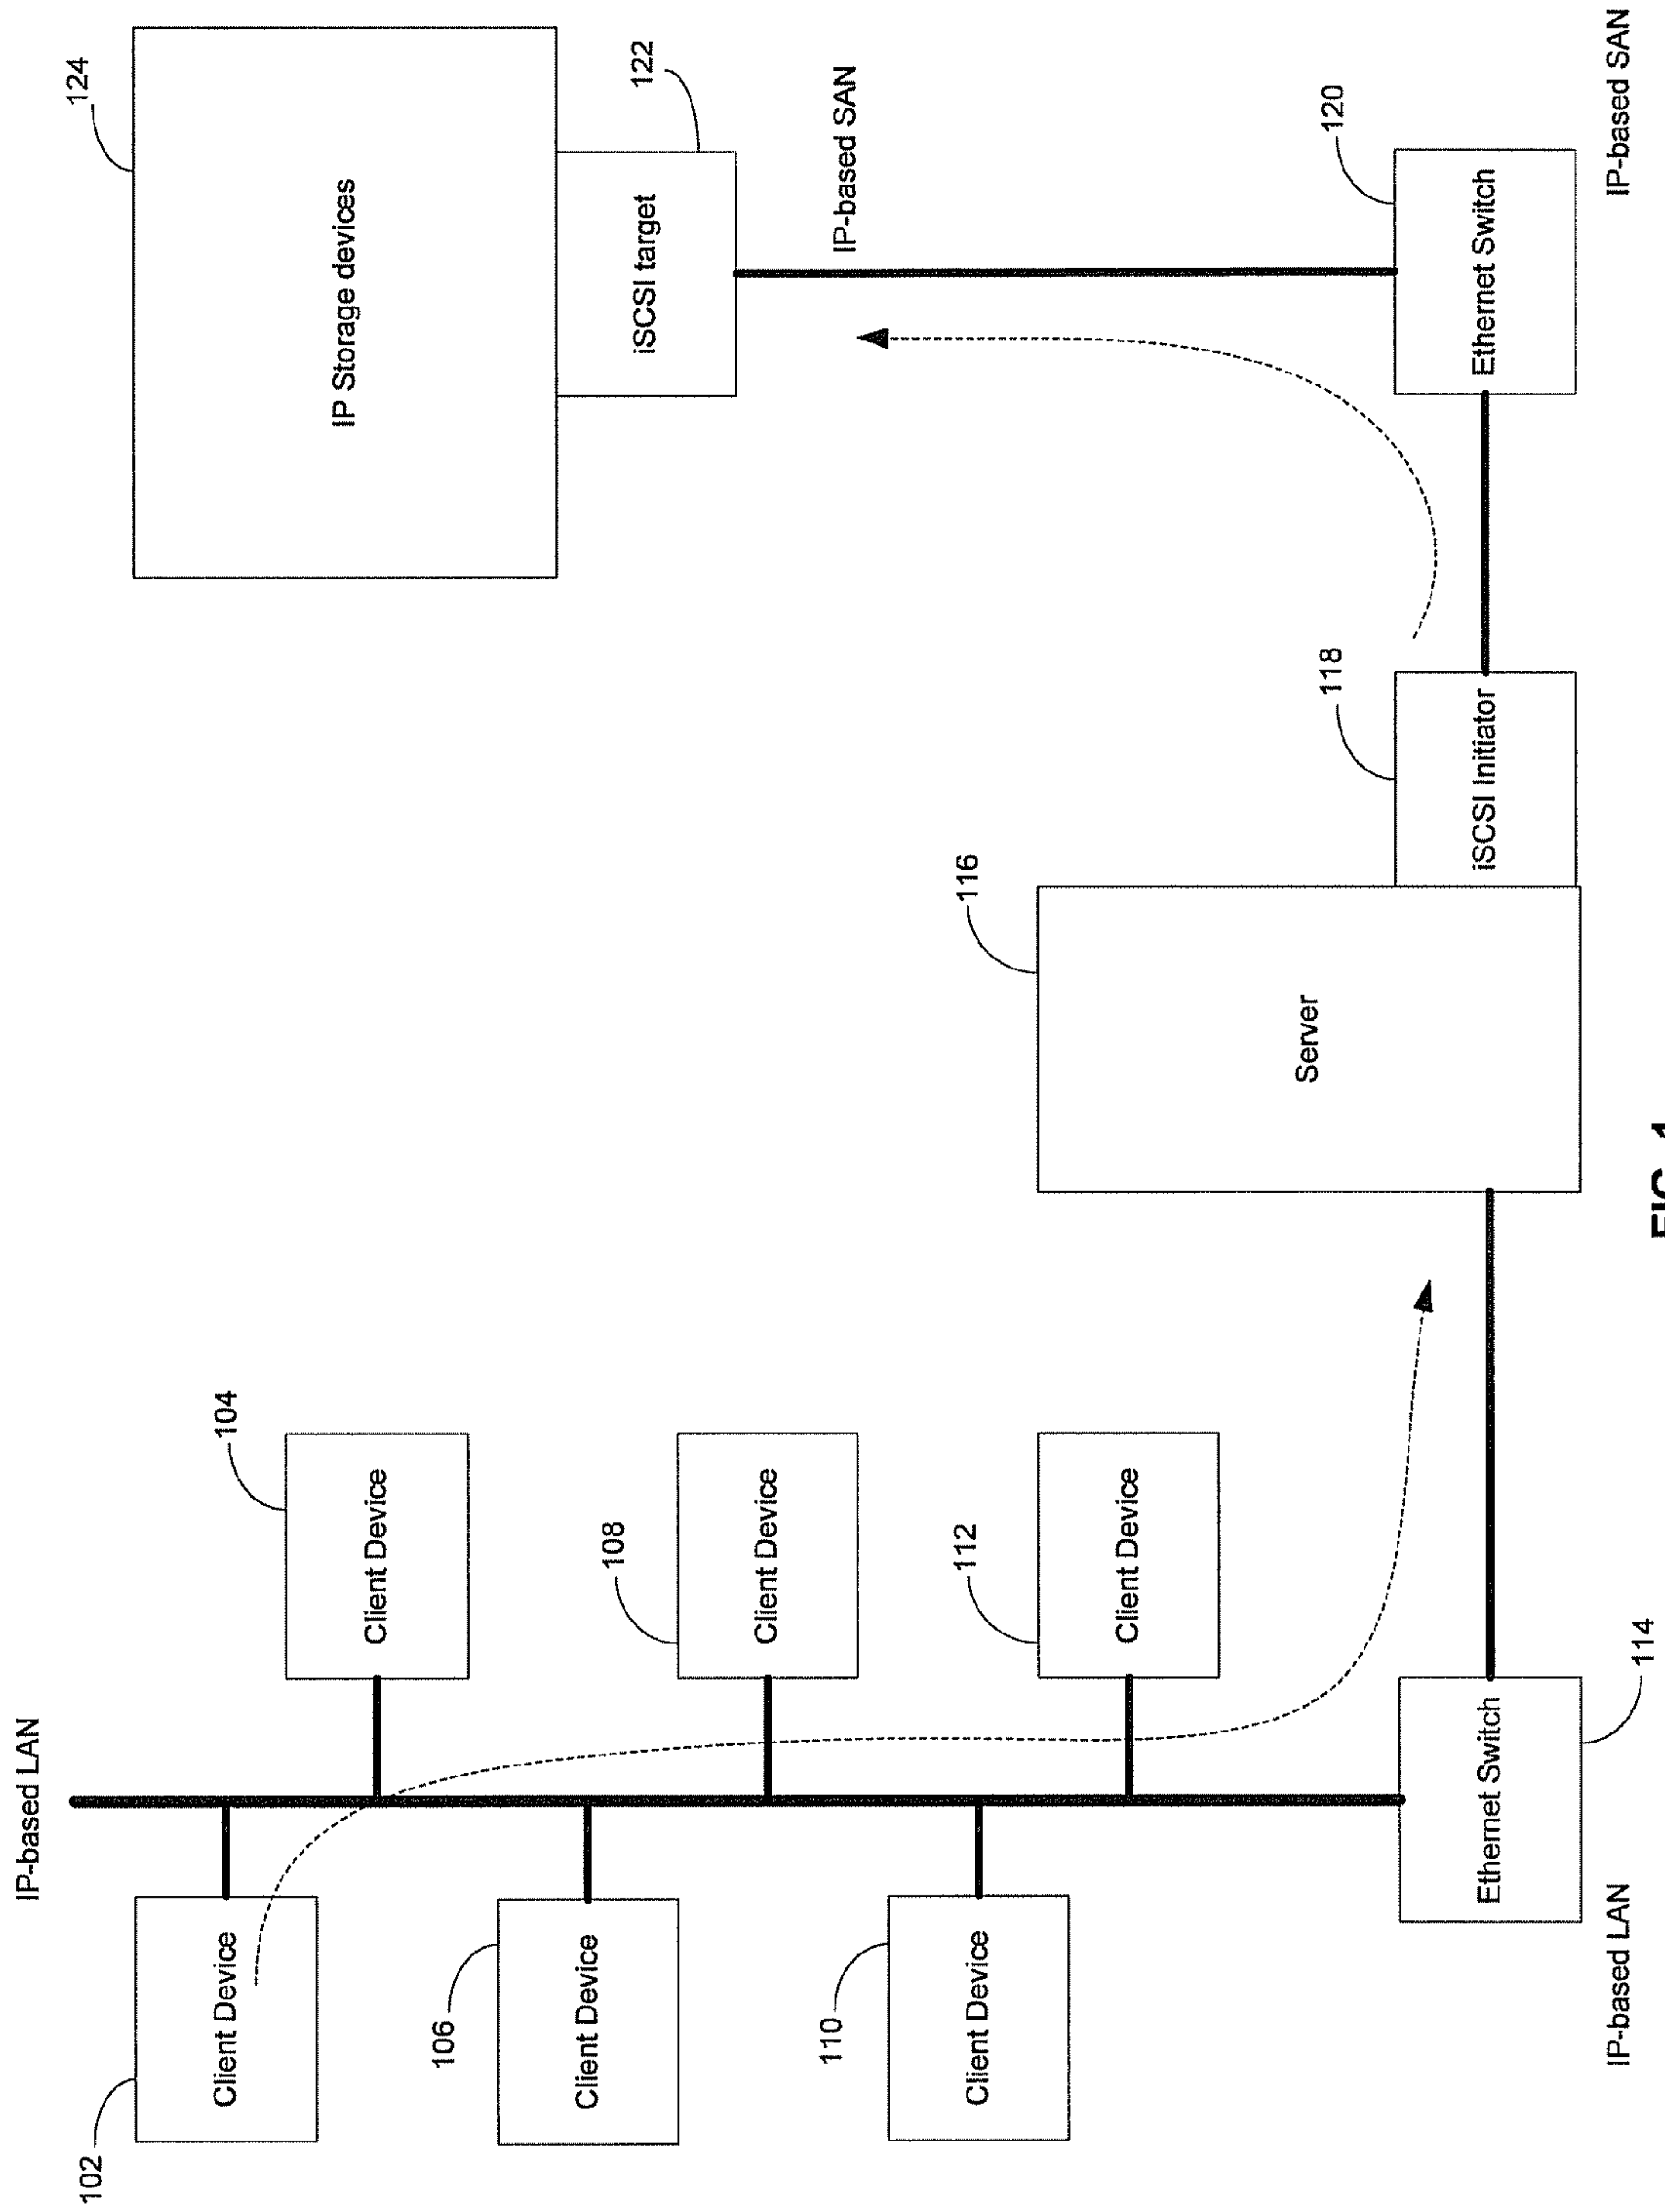 IP-based LAN
102
Client Device
104
Client Device
106
Client Device
108
Client Device
110
Client Device
112
Client Device
Ethernet Switch
114
IP-based LAN
116
Server
118
iSCSI Initiator
120
Ethernet Switch
IP-based SAN
IP-based SAN
122
iSCSI target
124
IP Storage devices
FIG. 1